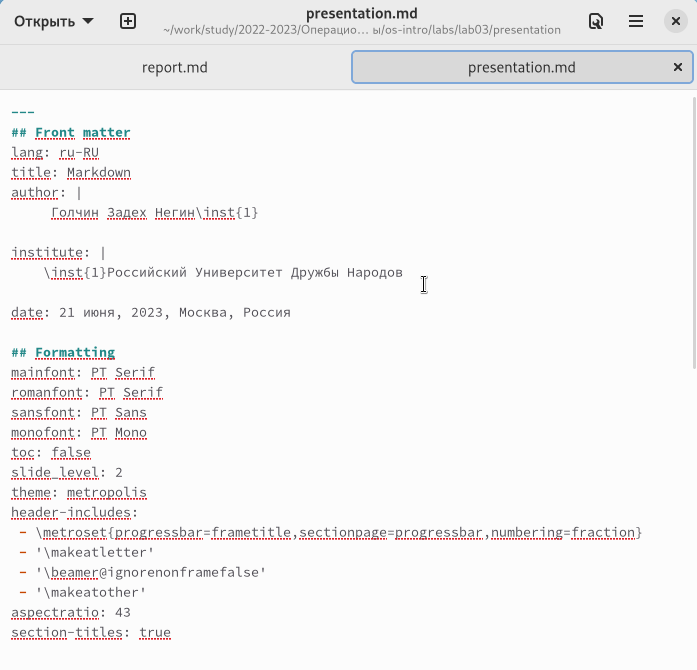 Открыть
presentation.md
~/work/study/2022-2023/Операцио… ы/os-intro/labs/lab03/presentation
report.md
presentation.md
---
## Front matter
lang: ru-RU
title: Markdown
author: |
Голчин Задех Негин\inst{1}
institute: |
\inst{1}Российский Университет Дружбы Народов
date: 21 июня, 2023, Москва, Россия
## Formatting
mainfont: PT Serif
romanfont: PT Serif
sansfont: PT Sans
monofont: PT Mono
toc: false
slide_level: 2
theme: metropolis
header-includes:
- \metroset{progressbar=frametitle,sectionpage=progressbar,numbering=fraction}
- '\makeatletter'
- '\beamer@ignorenonframefalse'
- '\makeatother'
aspectratio: 43
section-titles: true